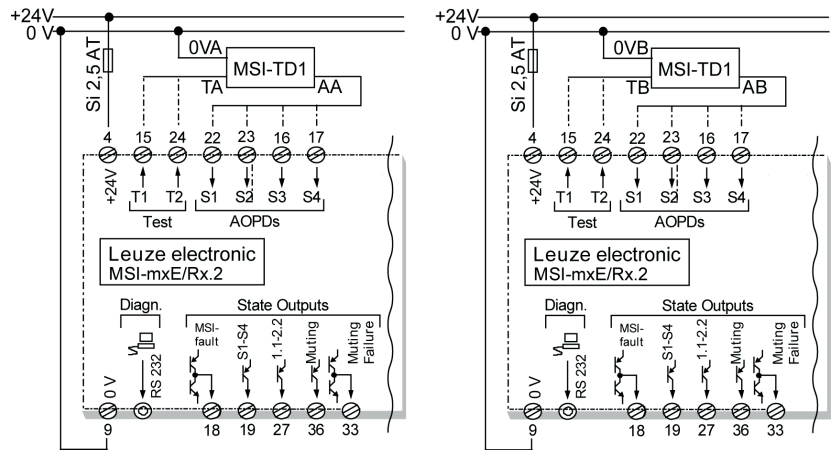 +24V
0 V
Si 2,5 AT
0VA
MSI-TD1
TA
AA
4
15
24
22
23
16
17
+24V
T1
T2
S1
S2
S3
S4
Test
AOPDs
Leuze electronic
MSI-mxE/Rx.2
Diagn.
State Outputs
RS 232
MSI-
fault
S1-S4
1.1-2.2
Muting
Muting
Failure
0 V
9
18
19
27
36
33
+24V
0 V
Si 2,5 AT
0VB
MSI-TD1
TB
AB
4
15
24
22
23
16
17
+24V
T1
T2
S1
S2
S3
S4
Test
AOPDs
Leuze electronic
MSI-mxE/Rx.2
Diagn.
State Outputs
RS 232
MSI-
fault
S1-S4
1.1-2.2
Muting
Muting
Failure
0 V
9
18
19
27
36
33